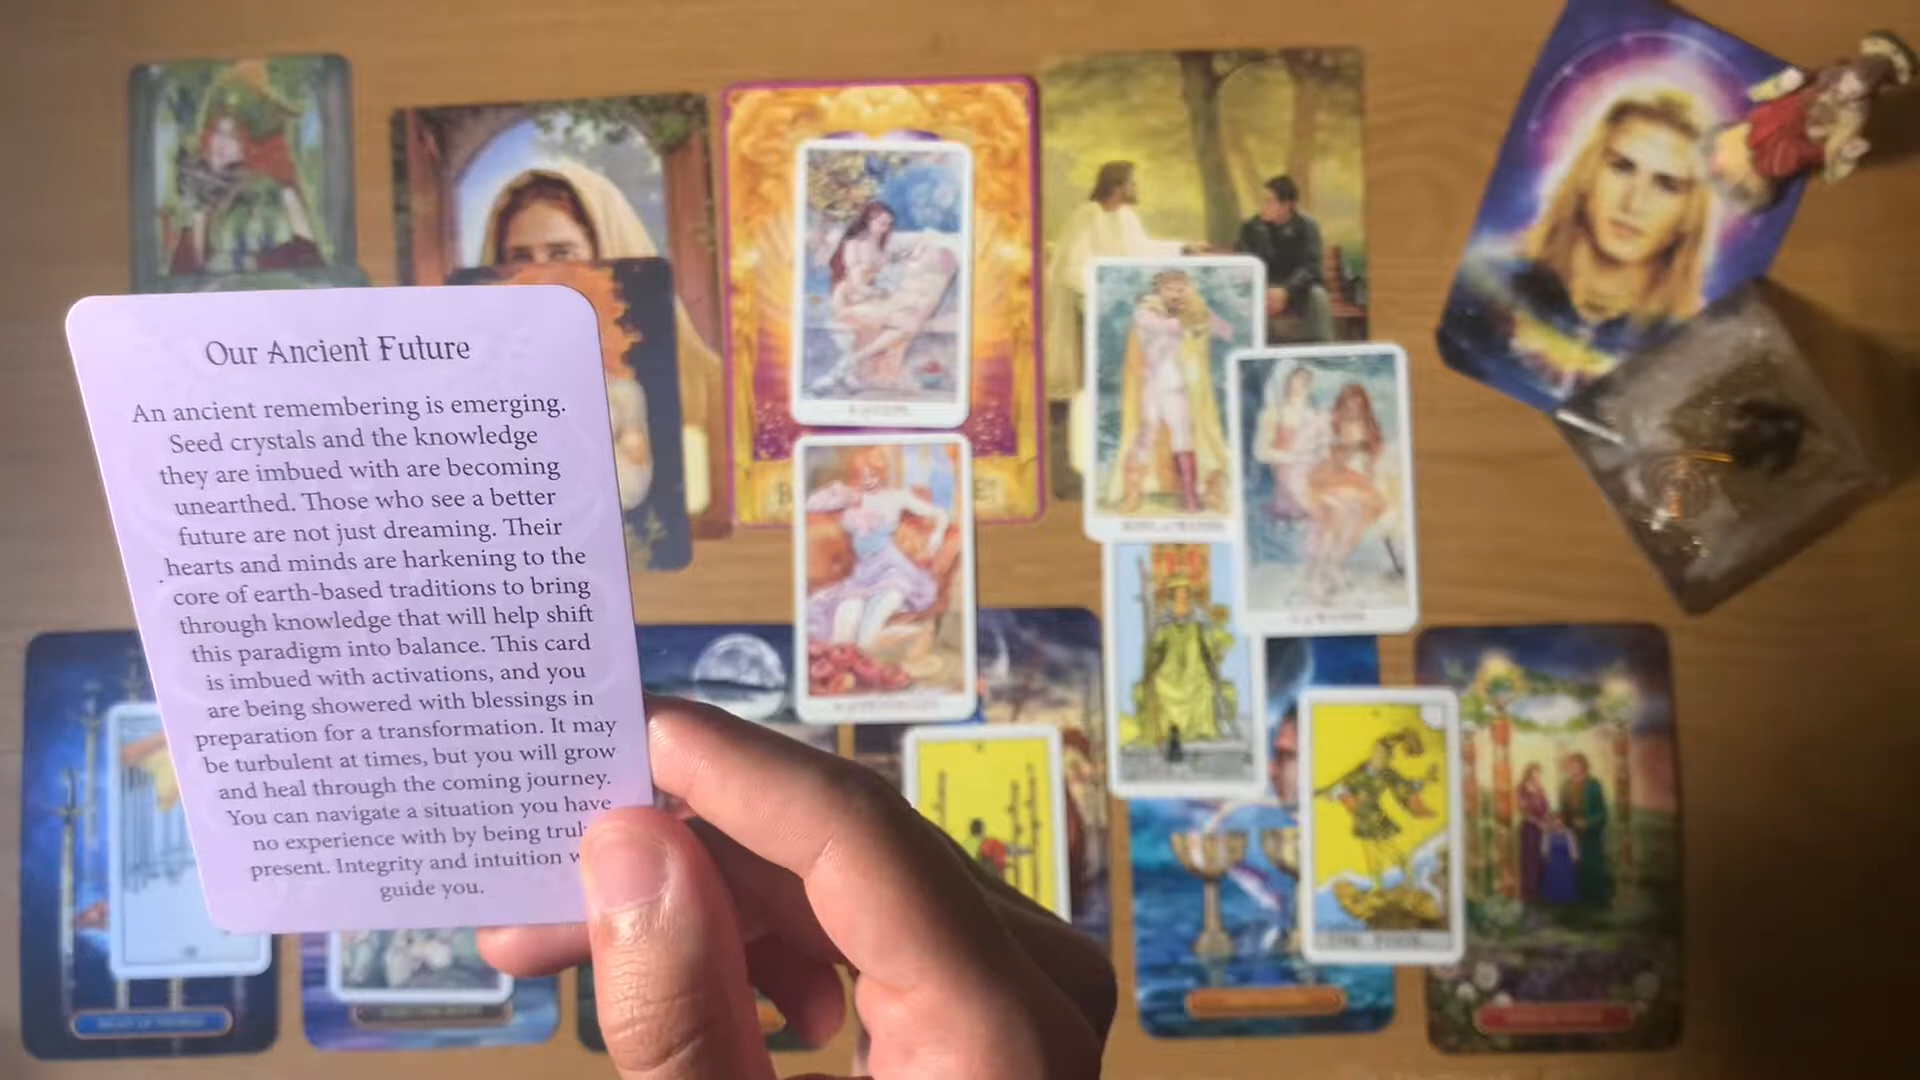 Our Ancient Future
An ancient remembering is emerging.
Seed crystals and the knowledge
they are imbued with are becoming
unearthed. Those who see a better
future are not just dreaming. Their
hearts and minds are harkening to the
core of earth-based traditions to bring
through knowledge that will help shift
this paradigm into balance. This card
is imbued with activations, and you
are being showered with blessings in
preparation for a transformation. It may
be turbulent at times, but you will grow
and heal through the coming journey.
You can navigate a situation you have
no experience with by being
present. Integrity and intuition
guide you.
THE FOOL